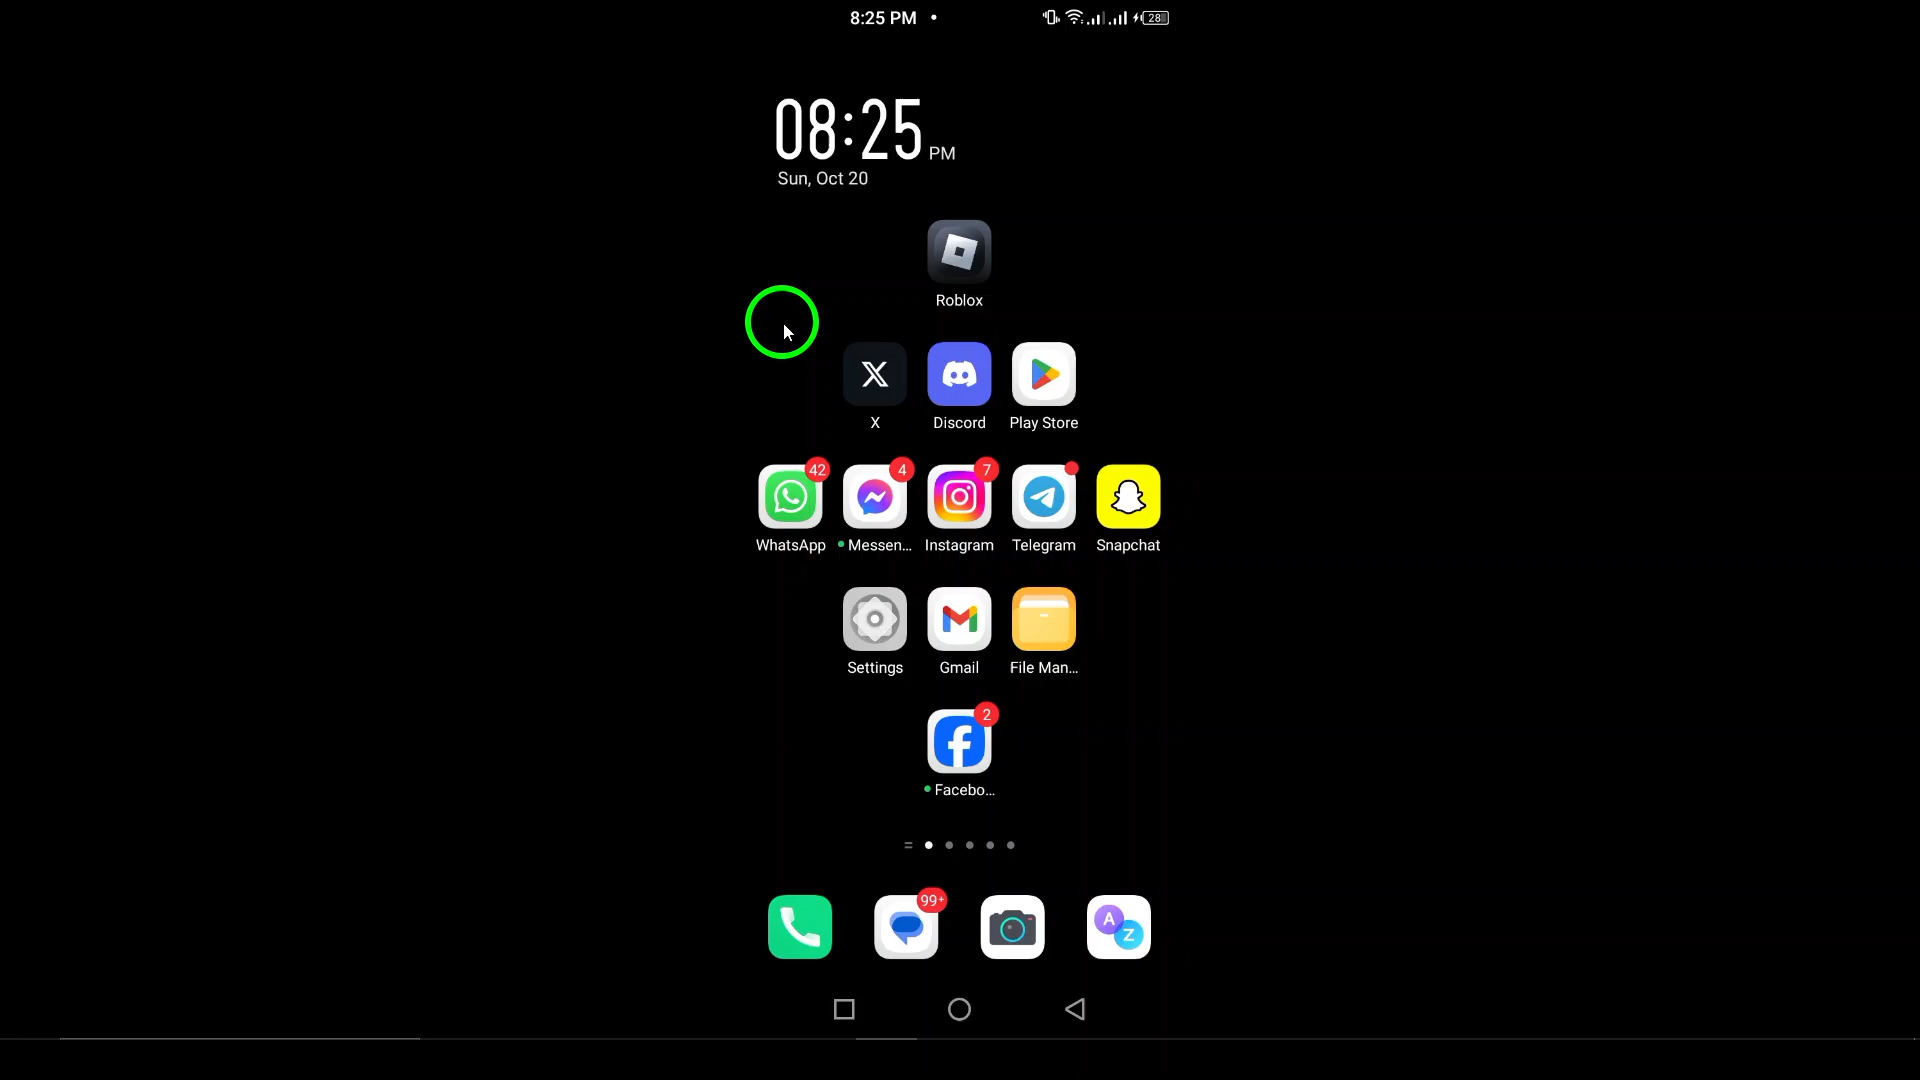 8:25 PM
28
08:25 PM
Sun, Oct 20
Roblox
X
Discord
Play Store
42
4
7
WhatsApp
Messen...
Instagram
Telegram
Snapchat
Settings
Gmail
File Man...
2
Facebo...
99+
A
Z